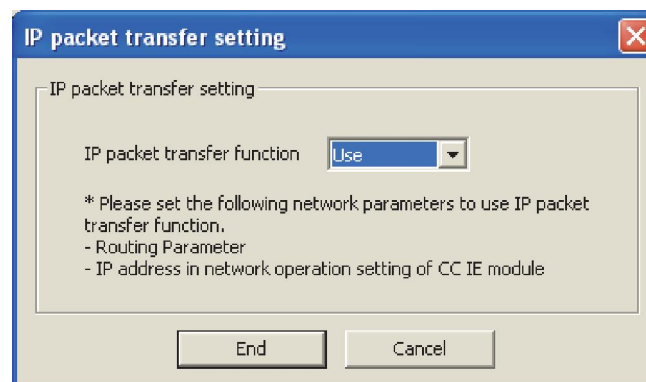 IP packet transfer setting
IP packet transfer setting
IP packet transfer function
Use
* Please set the following network parameters to use IP packet
transfer function.
- Routing Parameter
- IP address in network operation setting of CC IE module
End
Cancel